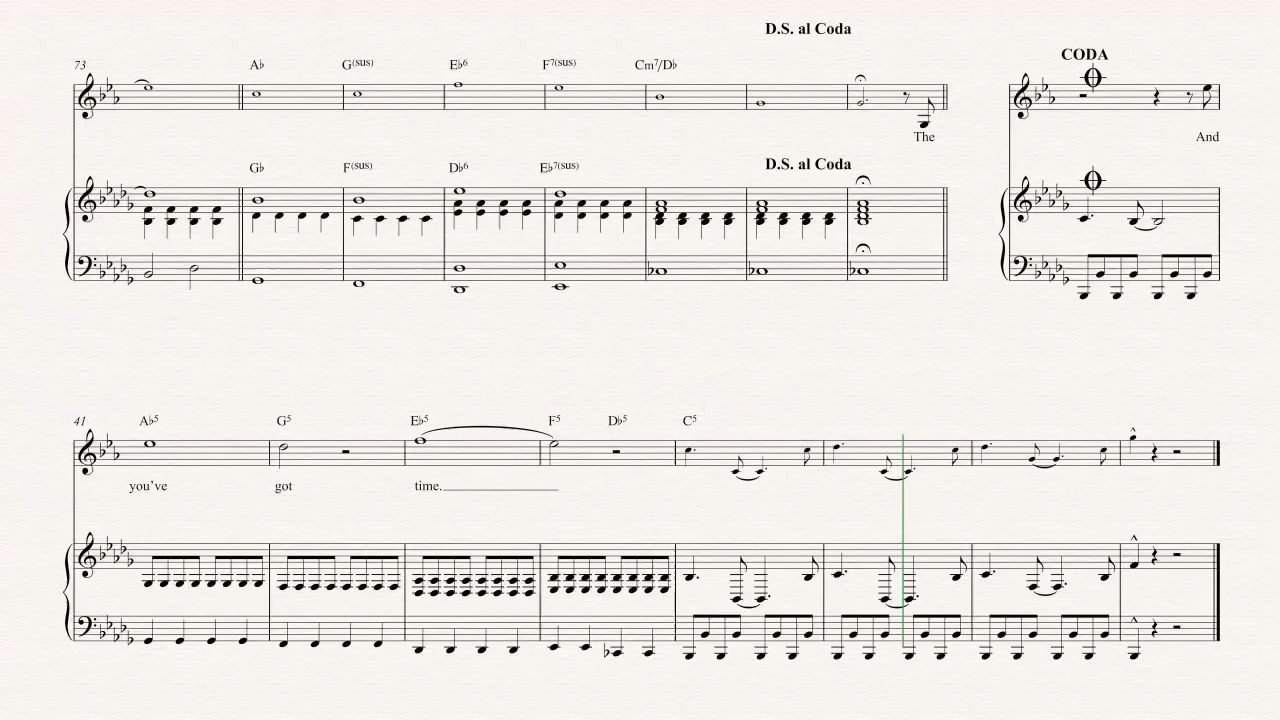 D.S. al Coda
CODA
73 A♭ G(sus) E♭6 F7(sus) Cm7/D♭
The And
G♭ F(sus) D♭6 E♭7(sus) D.S. al Coda
41 A♭5 G5 E♭5 F5 D♭5 C5
you've got time.